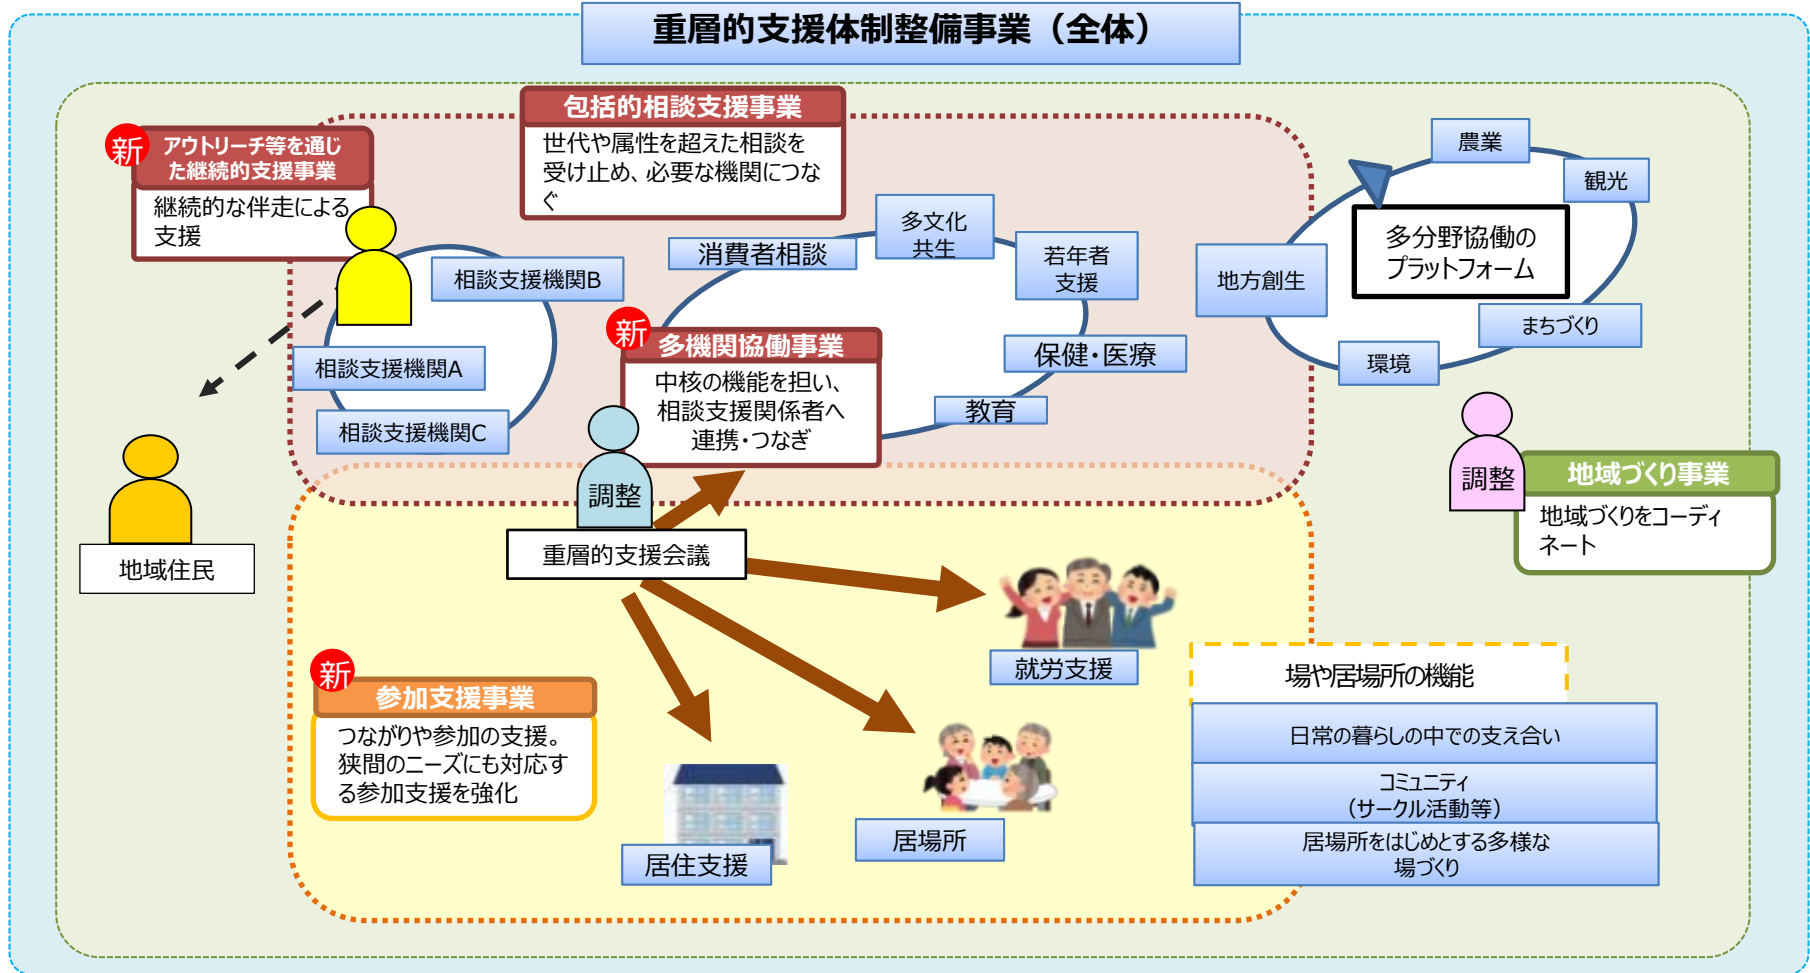 重層的支援体制整備事業（全体）
包括的相談支援事業
世代や属性を超えた相談を
受け止め、必要な機関につな
ぐ
新
アウトリーチ等を通じ
た継続的支援事業
継続的な伴走による
支援
相談支援機関B
相談支援機関A
相談支援機関C
消費者相談
多文化
共生
若年者
支援
保健・医療
教育
新
多機関協働事業
中核の機能を担い、
相談支援関係者へ
連携・つなぎ
農業
観光
多分野協働の
プラットフォーム
地方創生
まちづくり
環境
調整
地域づくり事業
地域づくりをコーディ
ネート
地域住民
調整
重層的支援会議
新
参加支援事業
つながりや参加の支援。
狭間のニーズにも対応す
る参加支援を強化
就労支援
居場所
居住支援
場や居場所の機能
日常の暮らしの中での支え合い
コミュニティ
（サークル活動等）
居場所をはじめとする多様な
場づくり